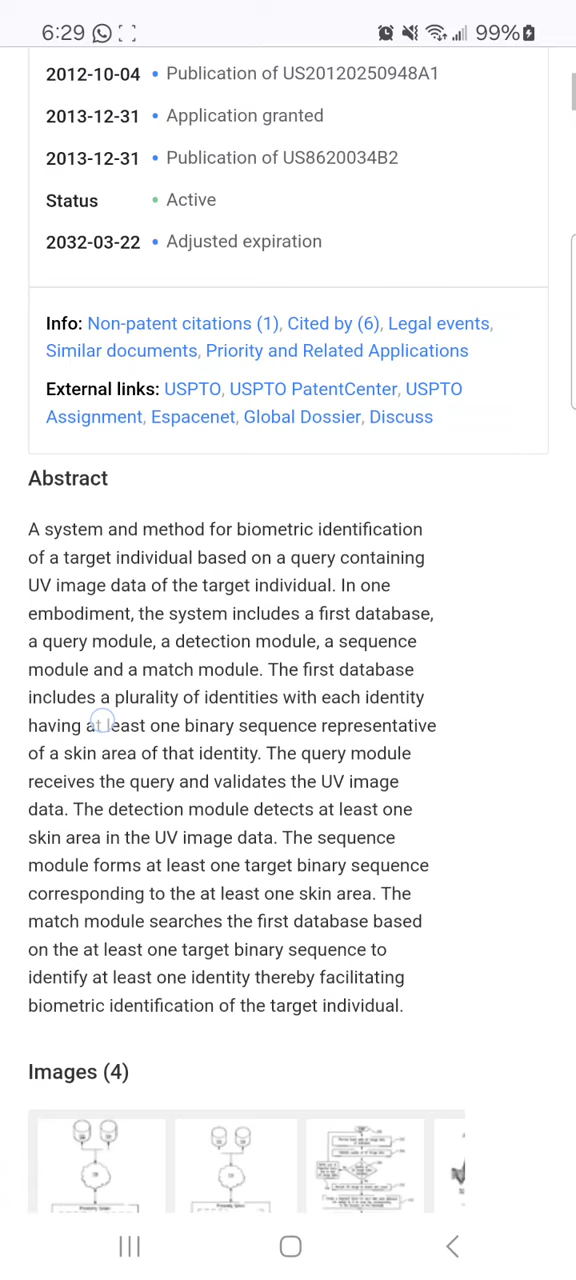 6:29 99%
2012-10-04 • Publication of US20120250948A1
2013-12-31 • Application granted
2013-12-31 • Publication of US8620034B2
Status • Active
2032-03-22 • Adjusted expiration
Info: Non-patent citations (1), Cited by (6), Legal events,
Similar documents, Priority and Related Applications
External links: USPTO, USPTO PatentCenter, USPTO
Assignment, Espacenet, Global Dossier, Discuss
Abstract
A system and method for biometric identification
of a target individual based on a query containing
UV image data of the target individual. In one
embodiment, the system includes a first database,
a query module, a detection module, a sequence
module and a match module. The first database
includes a plurality of identities with each identity
having at least one binary sequence representative
of a skin area of that identity. The query module
receives the query and validates the UV image
data. The detection module detects at least one
skin area in the UV image data. The sequence
module forms at least one target binary sequence
corresponding to the at least one skin area. The
match module searches the first database based
on the at least one target binary sequence to
identify at least one identity thereby facilitating
biometric identification of the target individual.
Images (4)